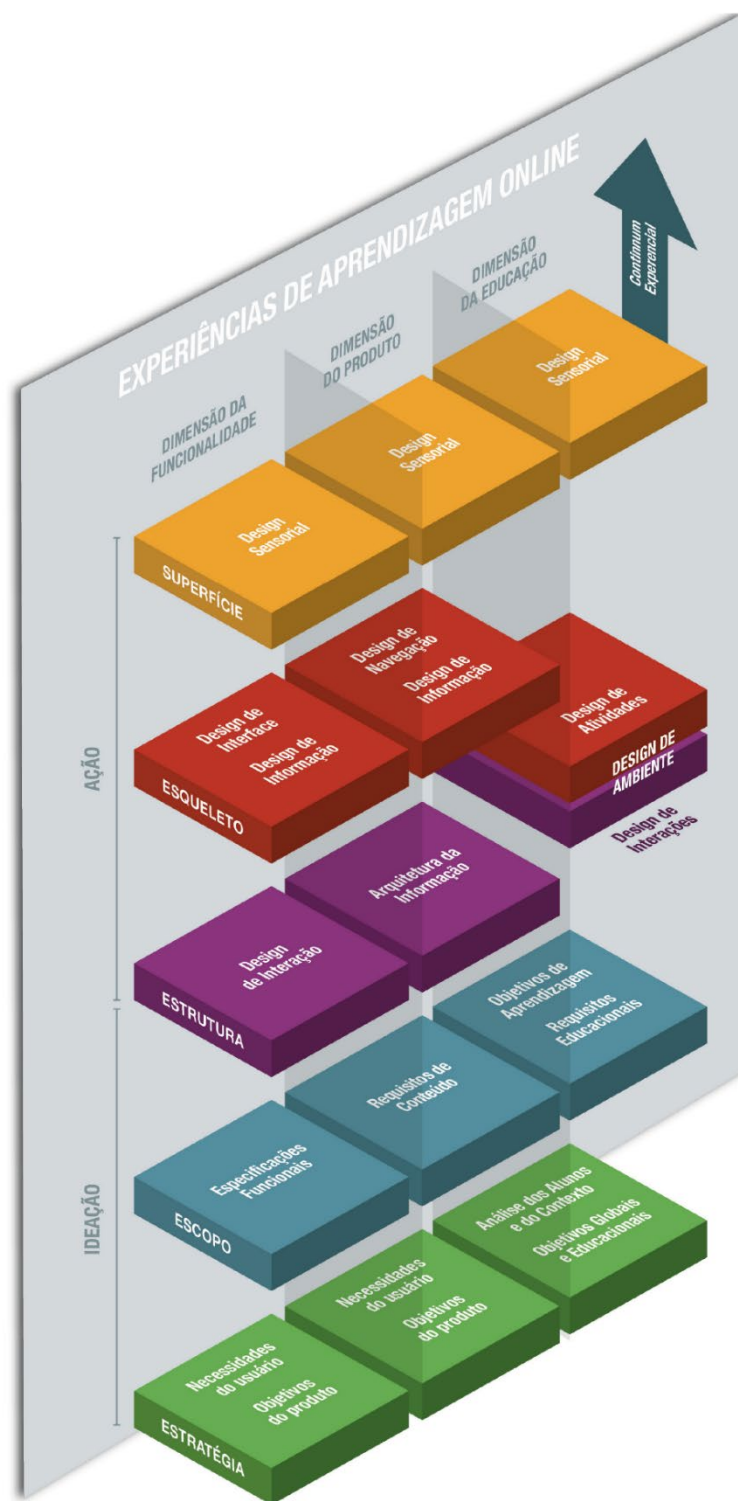 EXPERIÊNCIAS DE APRENDIZAGEM ONLINE
Continnum
Experencial
DIMENSÃO DA
FUNCIONALIDADE
DIMENSÃO
DO PRODUTO
DIMENSÃO
DA EDUCAÇÃO
AÇÃO
Design
Sensorial
SUPERFÍCIE
Design
Sensorial
Design
Sensorial
Design de
Interface
Design de
Informação
ESQUELETO
Design de
Navegação
Design de
Informação
Design de
Atividades
DESIGN DE
AMBIENTE
Design de
Interações
Design
de Interação
ESTRUTURA
Arquitetura da
Informação
IDEAÇÃO
Especificações
Funcionais
ESCOPO
Requisitos de
Conteúdo
Objetivos de
Aprendizagem
Requisitos
Educacionais
Necessidades
do usuário
Objetivos
do produto
ESTRATÉGIA
Necessidades
do usuário
Objetivos
do produto
Análise dos Alunos
e do Contexto
Objetivos Globais
e Educacionais